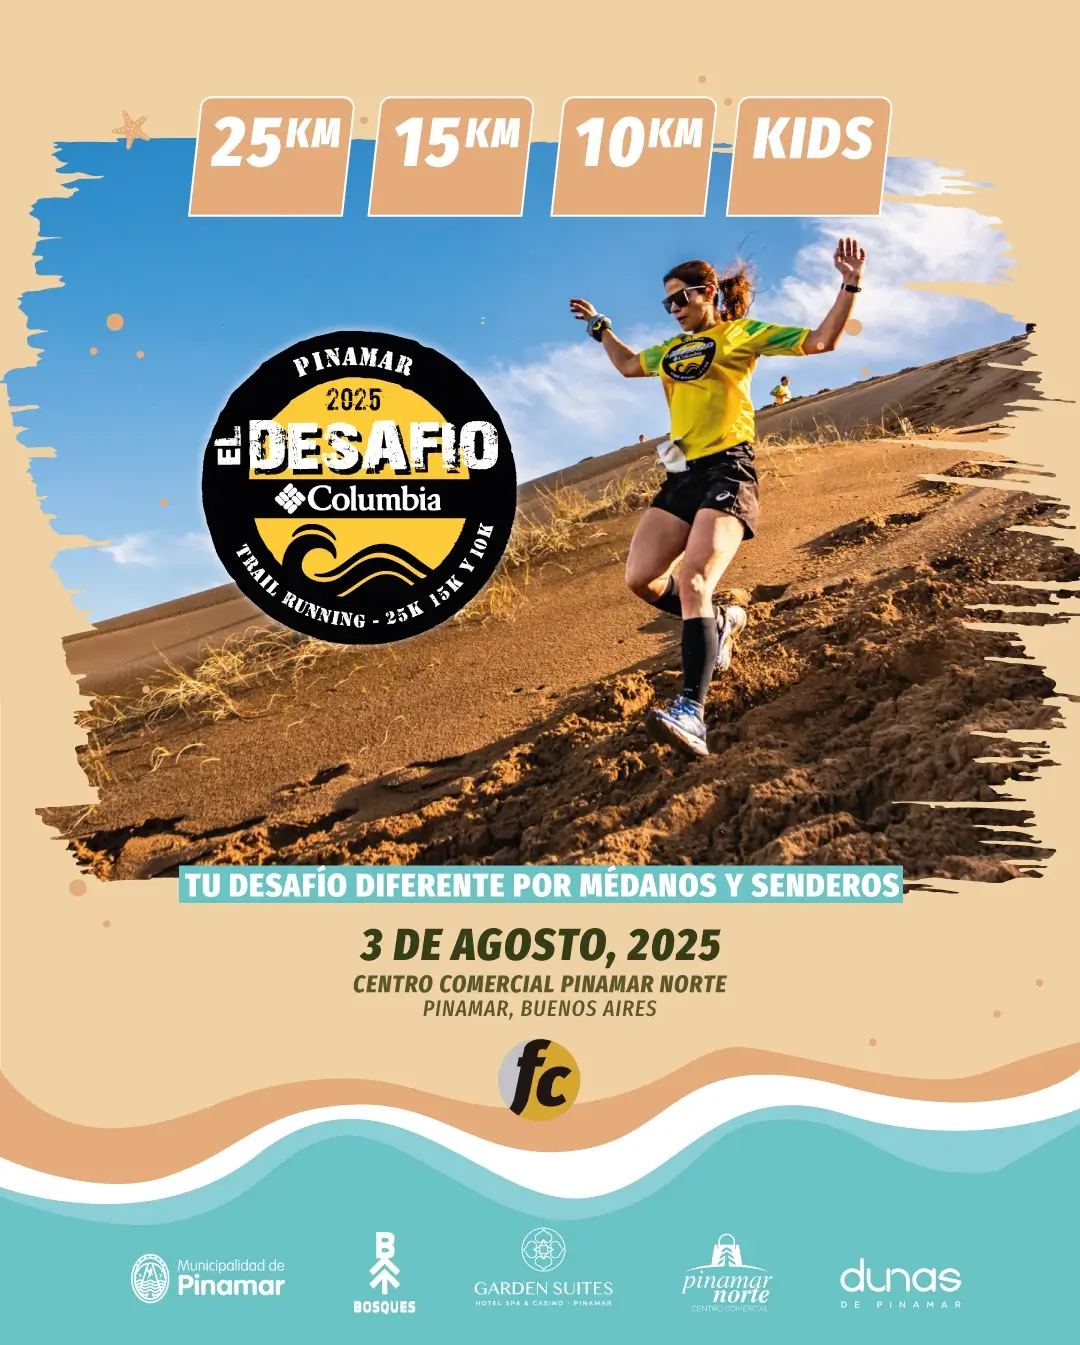 25KM
15KM
10KM
KIDS
PINAMAR
2025
EL DESAFIO
Columbia
TRAIL RUNNING - 25K 15K Y 10K
TU DESAFÍO DIFERENTE POR MÉDANOS Y SENDEROS
3 DE AGOSTO, 2025
CENTRO COMERCIAL PINAMAR NORTE
PINAMAR, BUENOS AIRES
fc
Municipalidad de
Pinamar
BOSQUES
GARDEN SUITES
HOTEL SPA & CASINO - PINAMAR
pinamar
norte
CENTRO COMERCIAL
dunas
DE PINAMAR